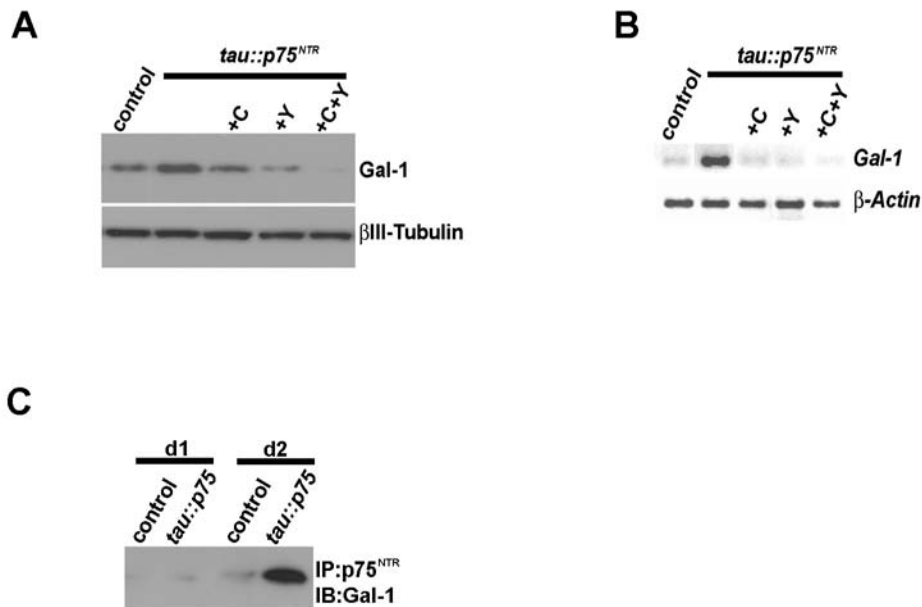 A
tau::p75NTR
control
+C
+Y
+C+Y
Gal-1
βIII-Tubulin
B
tau::p75NTR
control
+C
+Y
+C+Y
Gal-1
β-Actin
C
d1
d2
control
tau::p75
control
tau::p75
IP:p75NTR
IB:Gal-1